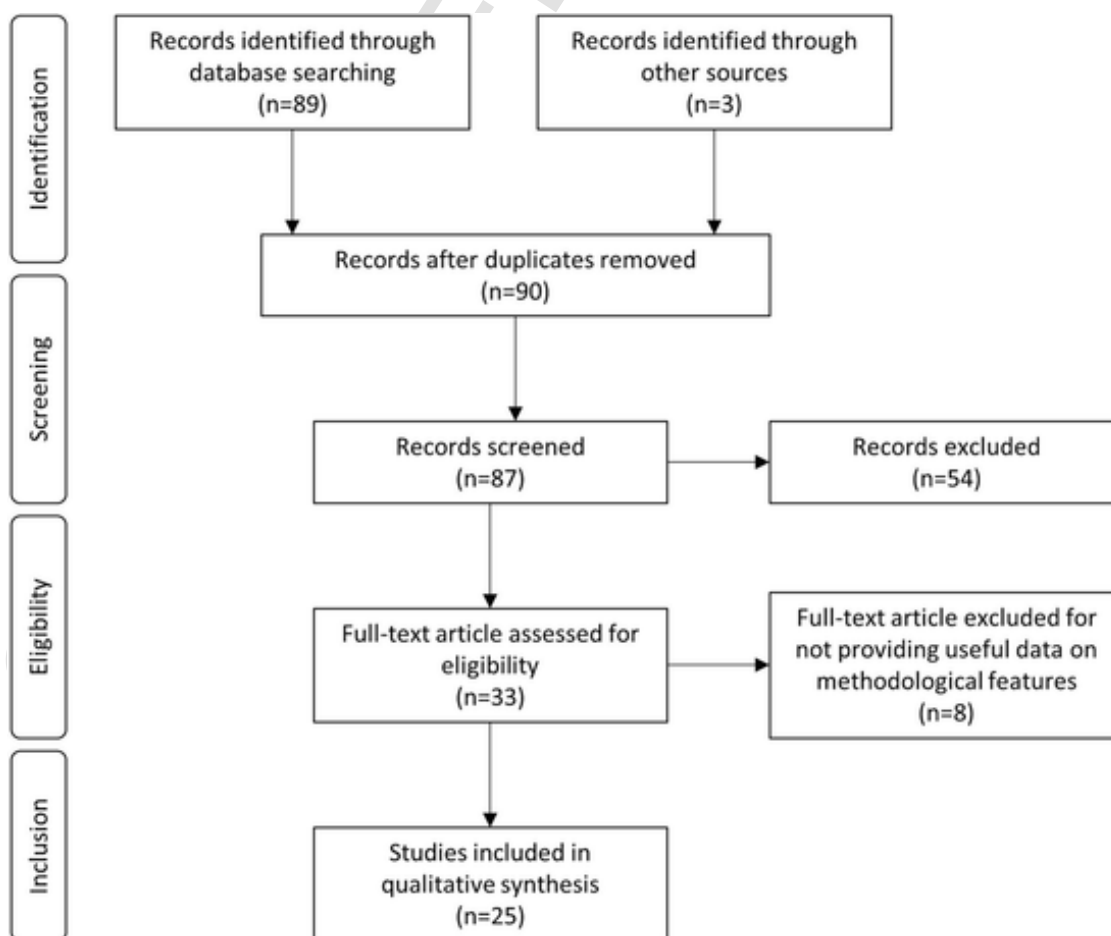 Identification
Records identified through
database searching
(n=89)
Records identified through
other sources
(n=3)
Records after duplicates removed
(n=90)
Screening
Records screened
(n=87)
Records excluded
(n=54)
Eligibility
Full-text article assessed for
eligibility
(n=33)
Full-text article excluded for
not providing useful data on
methodological features
(n=8)
Inclusion
Studies included in
qualitative synthesis
(n=25)